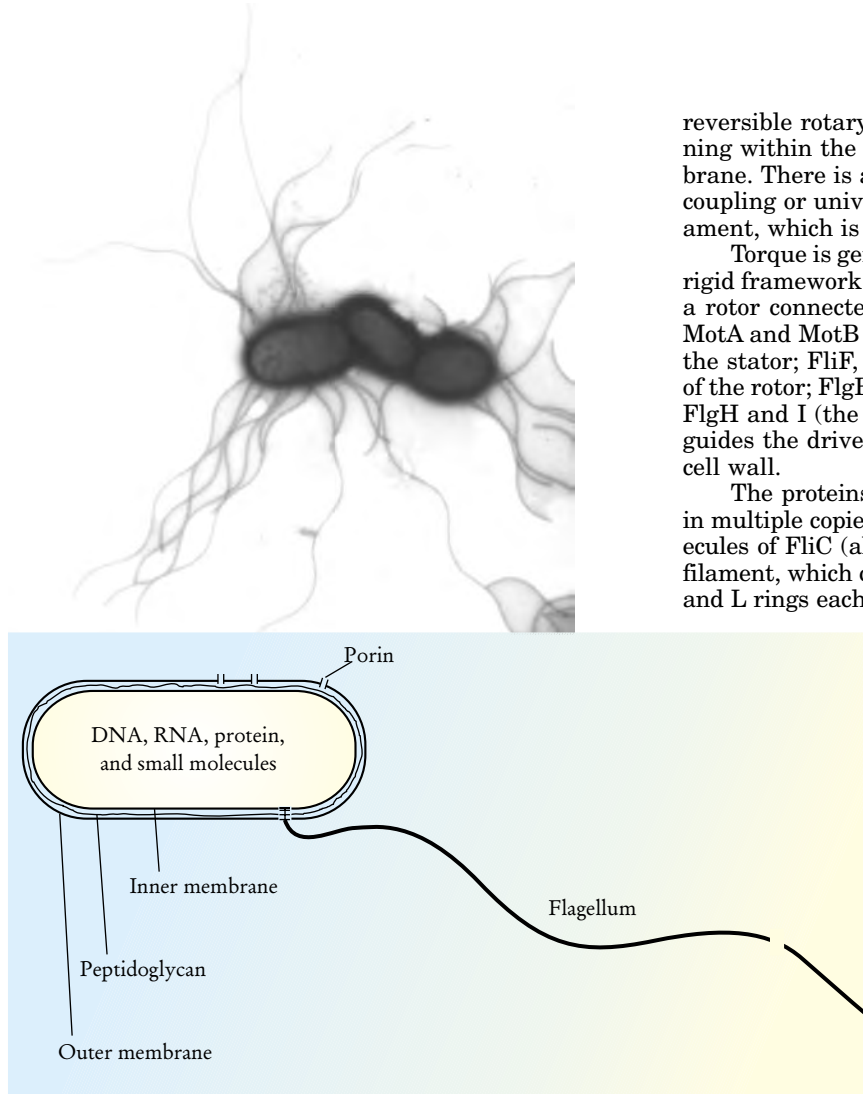 reversible rotary
ning within the
brane. There is a
coupling or univ
ament, which is
Torque is ge
rigid framework
a rotor connecte
MotA and MotB
the stator; FliF,
of the rotor; Flg
FlgH and I (the
guides the drive
cell wall.
The proteins
in multiple copie
ecules of FliC (al
filament, which
and L rings each
Porin
DNA, RNA, protein,
and small molecules
Inner membrane
Flagellum
Peptidoglycan
Outer membrane